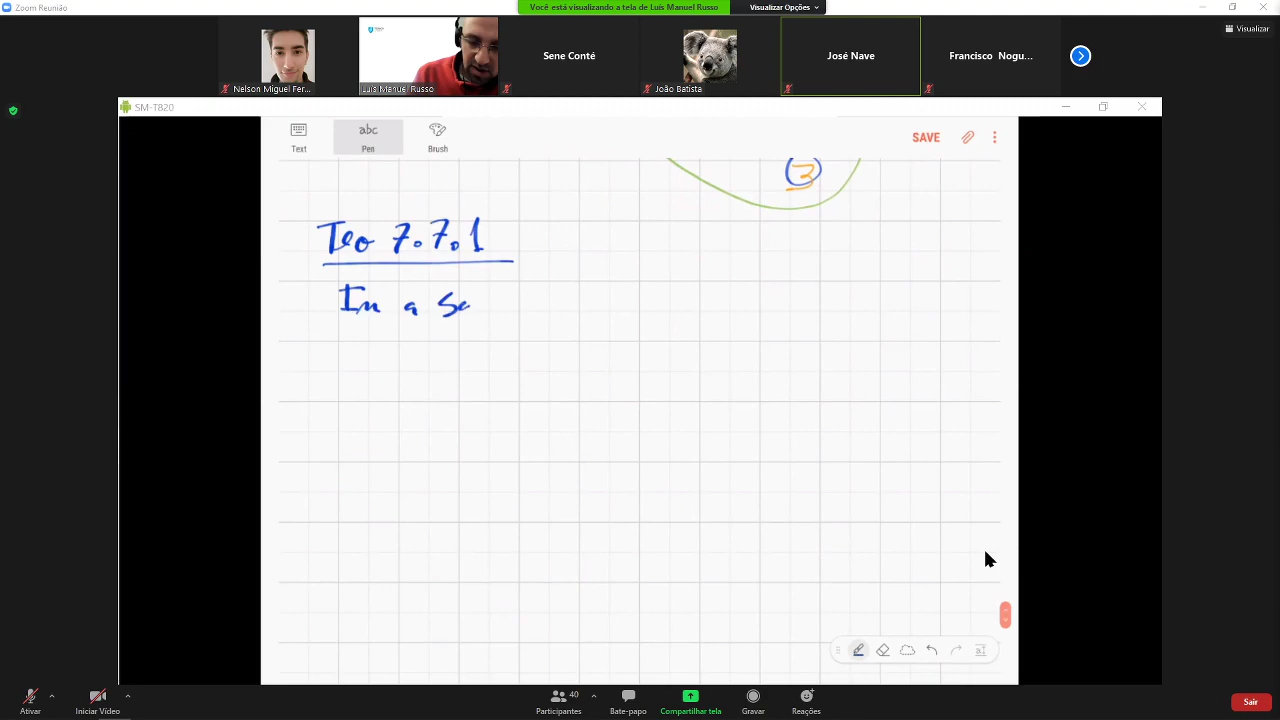 Zoom Reunião
Você está visualizando a tela de Luís Manuel Russo
Visualizar Opções
Visualizar
Nelson Miguel Fer...
Luís Manuel Russo
Sene Conté
João Batista
José Nave
Francisco Nogu...
SM-T820
Text
abc
Pen
Brush
SAVE
3
Teo 7.7.1
In a Se
Ativar
Iniciar Vídeo
40
Participantes
Bate-papo
Compartilhar tela
Gravar
Reações
Sair